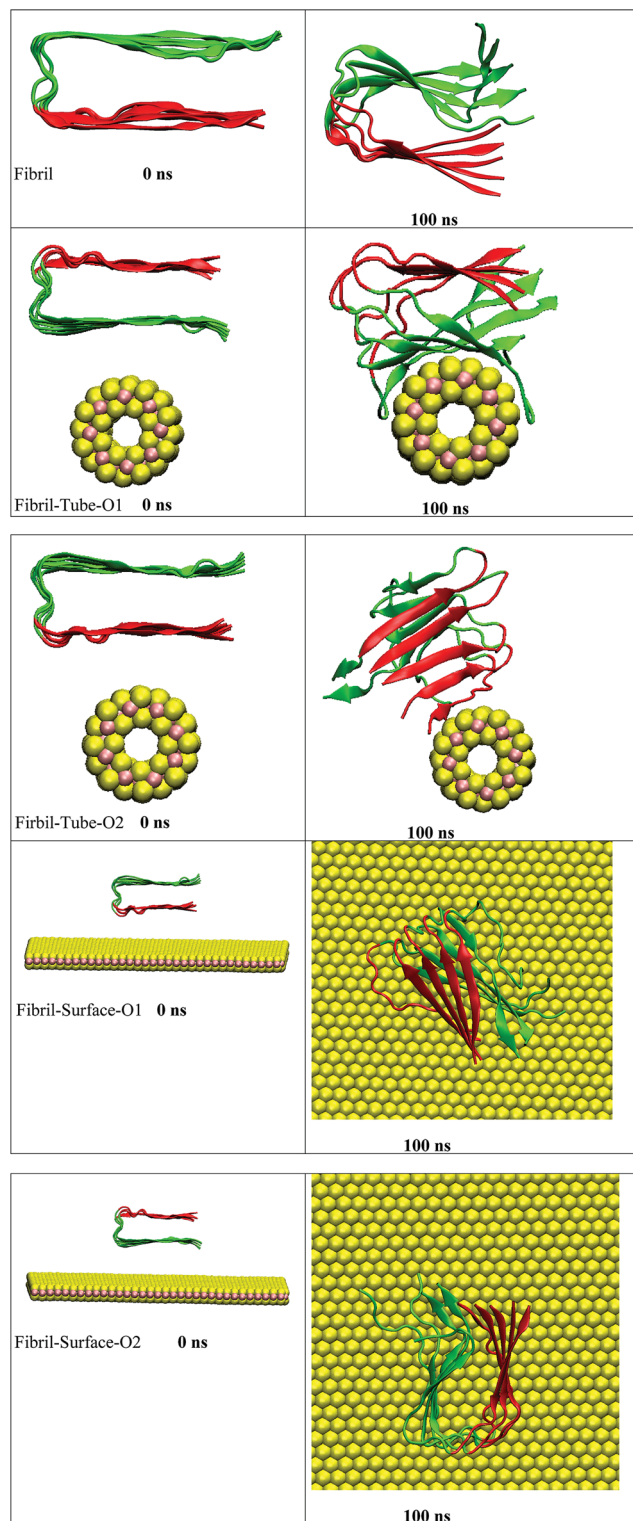 Fibril 0 ns
100 ns
Fibril-Tube-O1 0 ns
100 ns
Firbil-Tube-O2 0 ns
100 ns
Fibril-Surface-O1 0 ns
100 ns
Fibril-Surface-O2 0 ns
100 ns